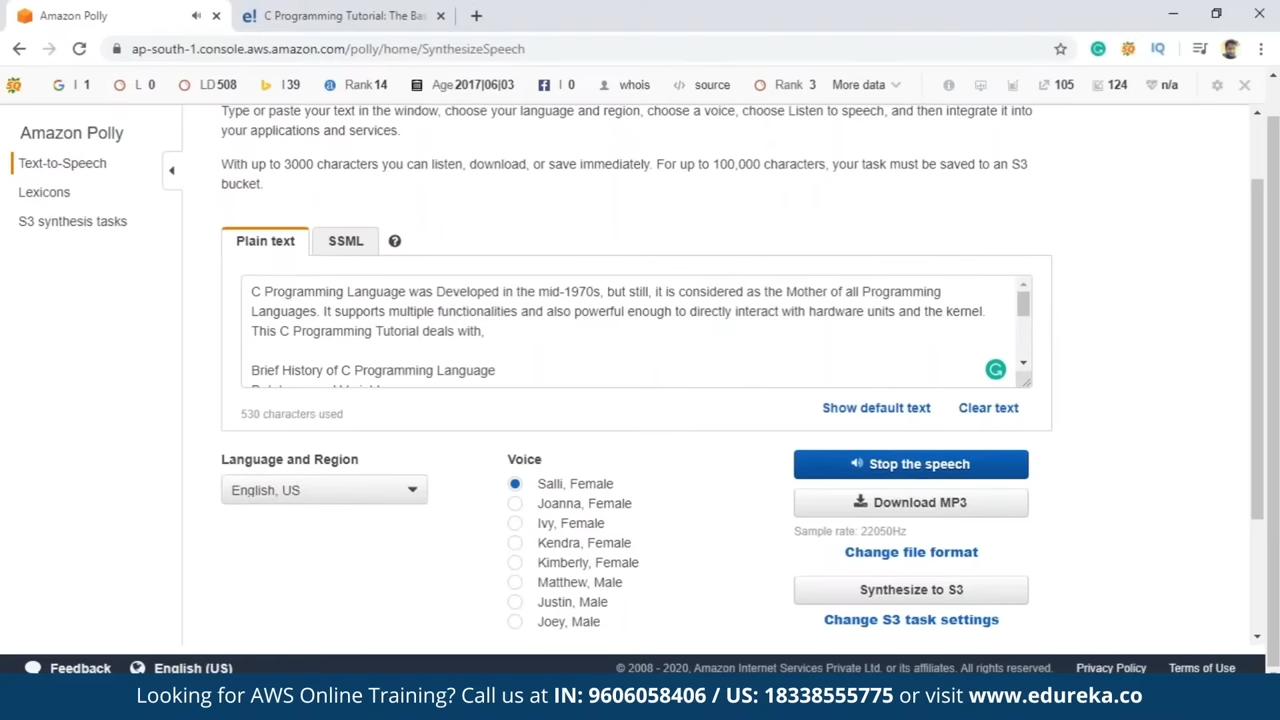 Amazon Polly
C Programming Tutorial: The Bas
ap-south-1.console.aws.amazon.com/polly/home/SynthesizeSpeech
I 1
L 0
LD 508
I 39
Rank 14
Age 2017|06|03
I 0
whois
source
Rank 3
More data
105
124
n/a
Type or paste your text in the window, choose your language and region, choose a voice, choose Listen to speech, and then integrate it into
your applications and services.
With up to 3000 characters you can listen, download, or save immediately. For up to 100,000 characters, your task must be saved to an S3
bucket.
Amazon Polly
Text-to-Speech
Lexicons
S3 synthesis tasks
Plain text
SSML
C Programming Language was Developed in the mid-1970s, but still, it is considered as the Mother of all Programming
Languages. It supports multiple functionalities and also powerful enough to directly interact with hardware units and the kernel.
This C Programming Tutorial deals with,
Brief History of C Programming Language
530 characters used
Show default text
Clear text
Language and Region
English, US
Voice
Salli, Female
Joanna, Female
Ivy, Female
Kendra, Female
Kimberly, Female
Matthew, Male
Justin, Male
Joey, Male
Stop the speech
Download MP3
Sample rate: 22050Hz
Change file format
Synthesize to S3
Change S3 task settings
Feedback
English (US)
© 2008 - 2020, Amazon Internet Services Private Ltd. or its affiliates. All rights reserved.
Privacy Policy
Terms of Use
Looking for AWS Online Training? Call us at IN: 9606058406 / US: 18338555775 or visit www.edureka.co